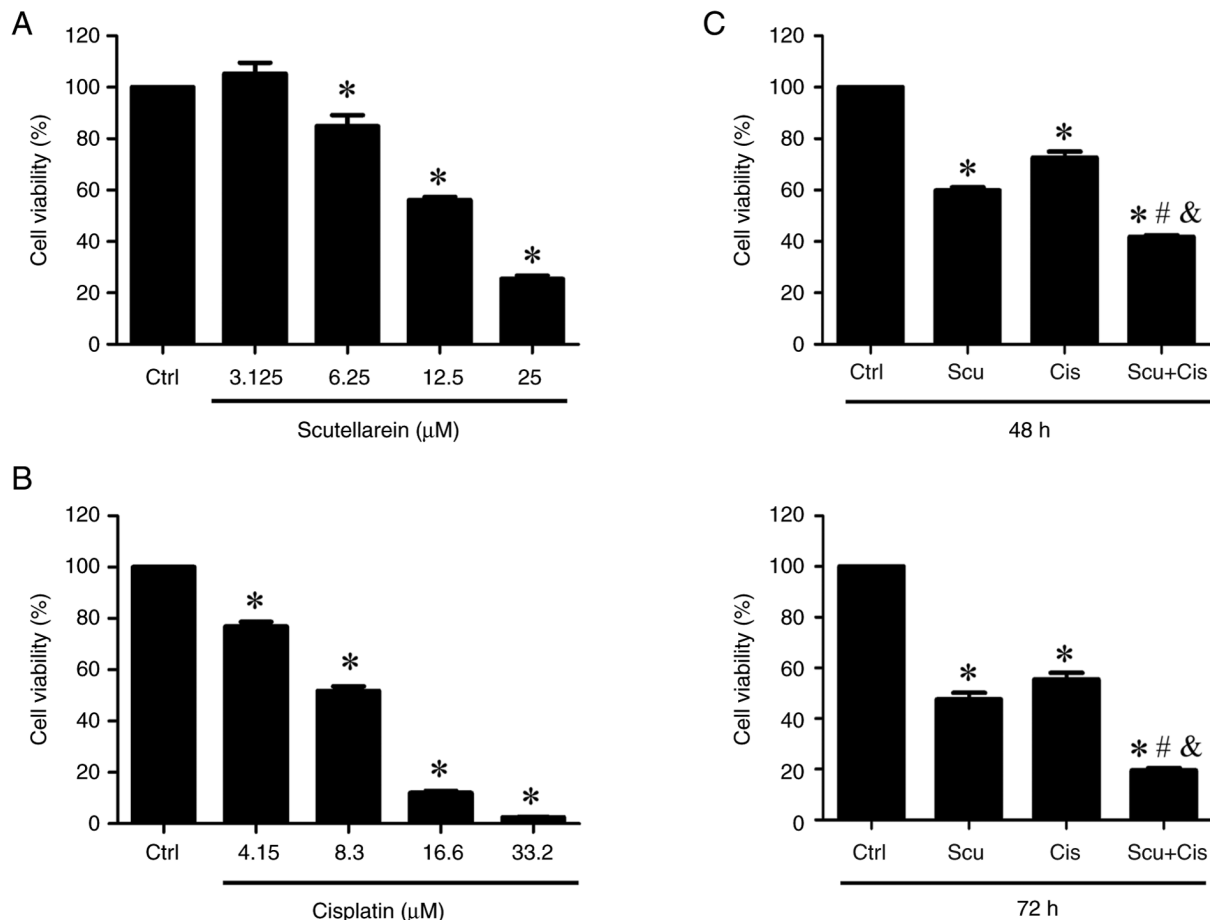 A
120
100
80
60
40
20
0
Cell viability (%)
*
*
*
Ctrl 3.125 6.25 12.5 25
Scutellarein (μM)
B
120
100
80
60
40
20
0
Cell viability (%)
*
*
*
*
Ctrl 4.15 8.3 16.6 33.2
Cisplatin (μM)
C
120
100
80
60
40
20
0
Cell viability (%)
*
*
* # &
Ctrl Scu Cis Scu+Cis
48 h
120
100
80
60
40
20
0
Cell viability (%)
*
*
* # &
Ctrl Scu Cis Scu+Cis
72 h